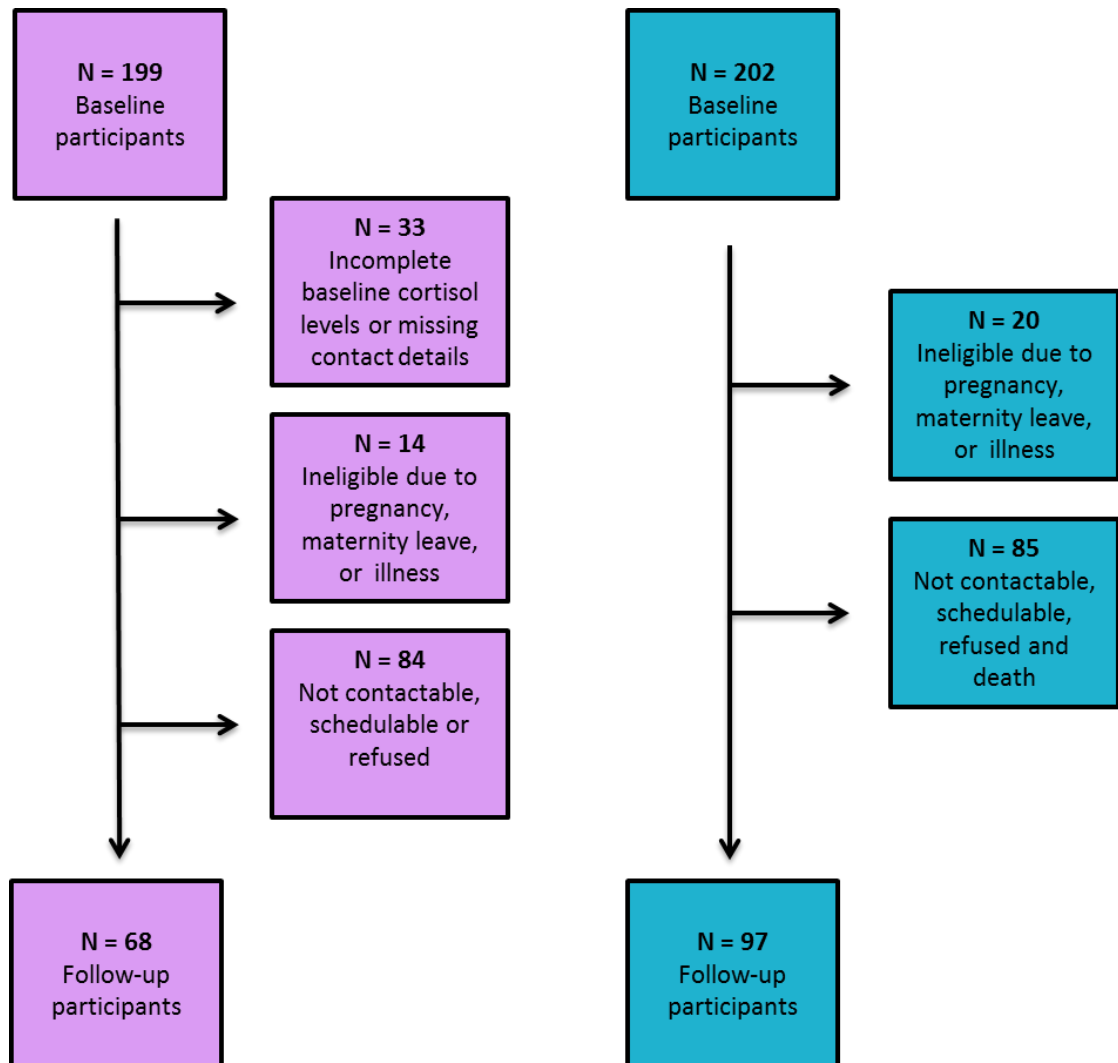 N = 199
Baseline
participants
N = 33
Incomplete
baseline cortisol
levels or missing
contact details
N = 14
Ineligible due to
pregnancy,
maternity leave,
or illness
N = 84
Not contactable,
schedulable or
refused
N = 68
Follow-up
participants
N = 202
Baseline
participants
N = 20
Ineligible due to
pregnancy,
maternity leave,
or illness
N = 85
Not contactable,
schedulable,
refused and
death
N = 97
Follow-up
participants